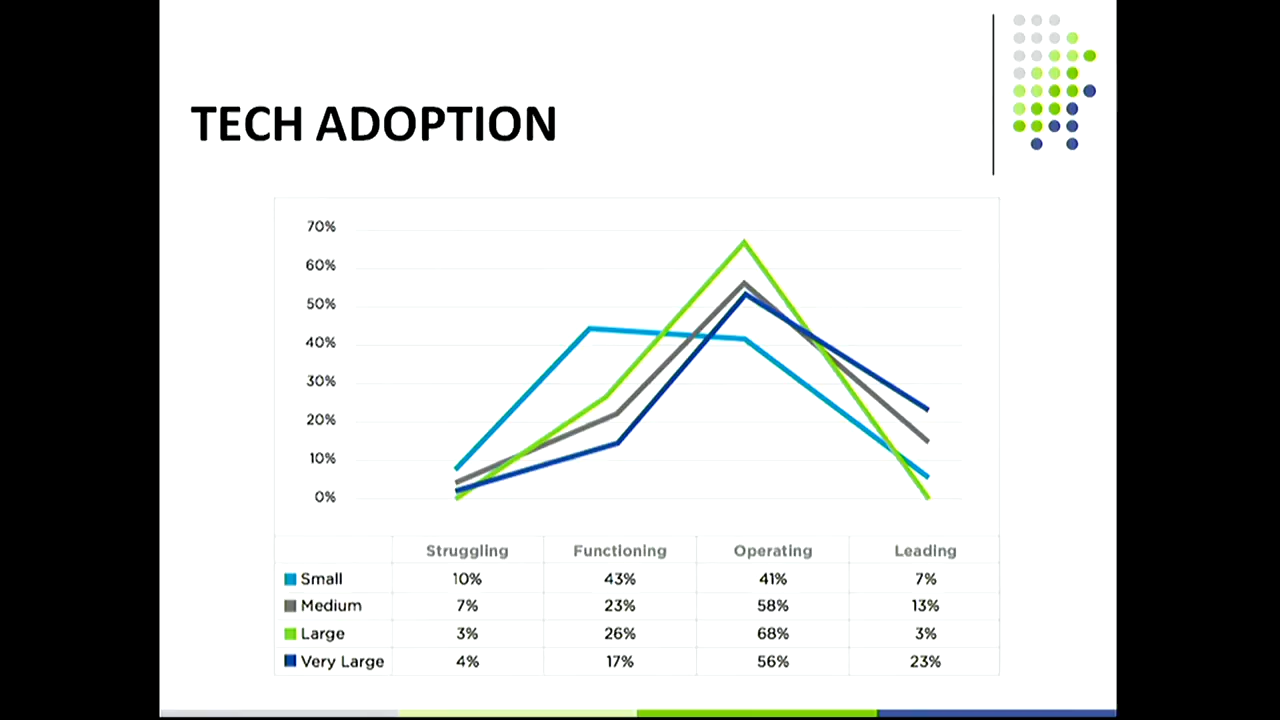 TECH ADOPTION
70%
60%
50%
40%
30%
20%
10%
0%
Struggling Functioning Operating Leading
Small 10% 43% 41% 7%
Medium 7% 23% 58% 13%
Large 3% 26% 68% 3%
Very Large 4% 17% 56% 23%